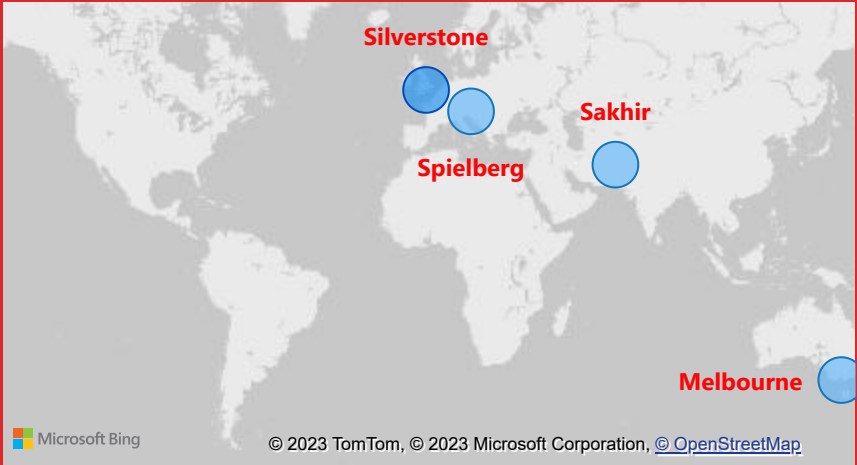 Silverstone
Sakhir
Spielberg
Melbourne
Microsoft Bing
© 2023 TomTom, © 2023 Microsoft Corporation, © OpenStreetMap